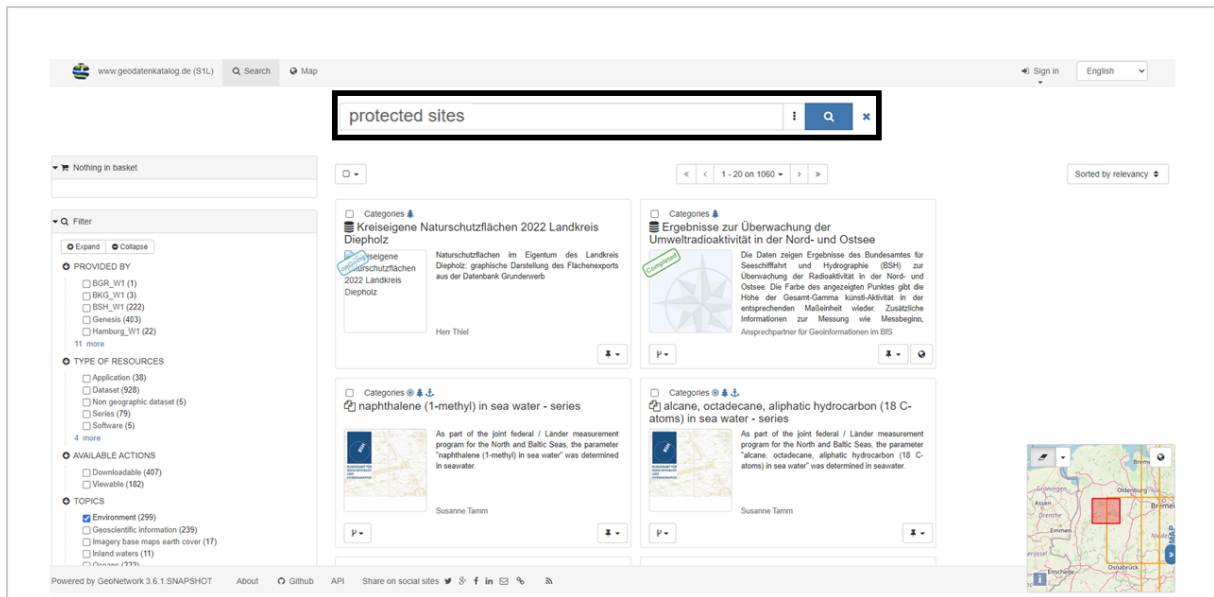 www.geodatenkatalog.de (S1L) Search Map Sign in English
protected sites
Nothing in basket
1 - 20 on 1060
Sorted by relevancy
Filter
Expand Collapse
PROVIDED BY
BGR_W1 (1)
BKG_W1 (3)
BSH_W1 (222)
Genesis (403)
Hamburg_W1 (22)
11 more
TYPE OF RESOURCES
Application (38)
Dataset (928)
Non geographic dataset (5)
Series (79)
Software (5)
4 more
AVAILABLE ACTIONS
Downloadable (407)
Viewable (182)
TOPICS
Environment (299)
Geoscientific information (239)
Imagery base maps earth cover (17)
Inland waters (11)
Oceans (222)
Categories
Kreiseigene Naturschutzflächen 2022 Landkreis
Diepholz
onGoing
Kreiseigene
Naturschutzflächen
2022 Landkreis
Diepholz
Naturschutzflächen im Eigentum des Landkreis
Diepholz; graphische Darstellung des Flächenexports
aus der Datenbank Grunderwerb
Herr Thiel
Categories
Ergebnisse zur Überwachung der
Umweltradioaktivität in der Nord- und Ostsee
Completed
Die Daten zeigen Ergebnisse des Bundesamtes für
Seeschifffahrt und Hydrographie (BSH) zur
Überwachung der Radioaktivität in der Nord- und
Ostsee. Die Farbe des angezeigten Punktes gibt die
Höhe der Gesamt-Gamma künstl-Aktivität in der
entsprechenden Maßeinheit wieder. Zusätzliche
Informationen zur Messung wie Messbeginn,
Ansprechpartner für Geoinformationen im BfS
Categories
naphthalene (1-methyl) in sea water - series
As part of the joint federal / Länder measurement
program for the North and Baltic Seas, the parameter
"naphthalene (1-methyl) in sea water" was determined
in seawater.
Susanne Tamm
Categories
alcane, octadecane, aliphatic hydrocarbon (18 C-
atoms) in sea water - series
As part of the joint federal / Länder measurement
program for the North and Baltic Seas, the parameter
"alcane, octadecane, aliphatic hydrocarbon (18 C-
atoms) in sea water" was determined in seawater.
Susanne Tamm
Groningen
Oldenburg
Assen
Drenthe
Emmen
Enschede
Osnabrück
MAP
Powered by GeoNetwork 3.6.1.SNAPSHOT About Github API Share on social sites